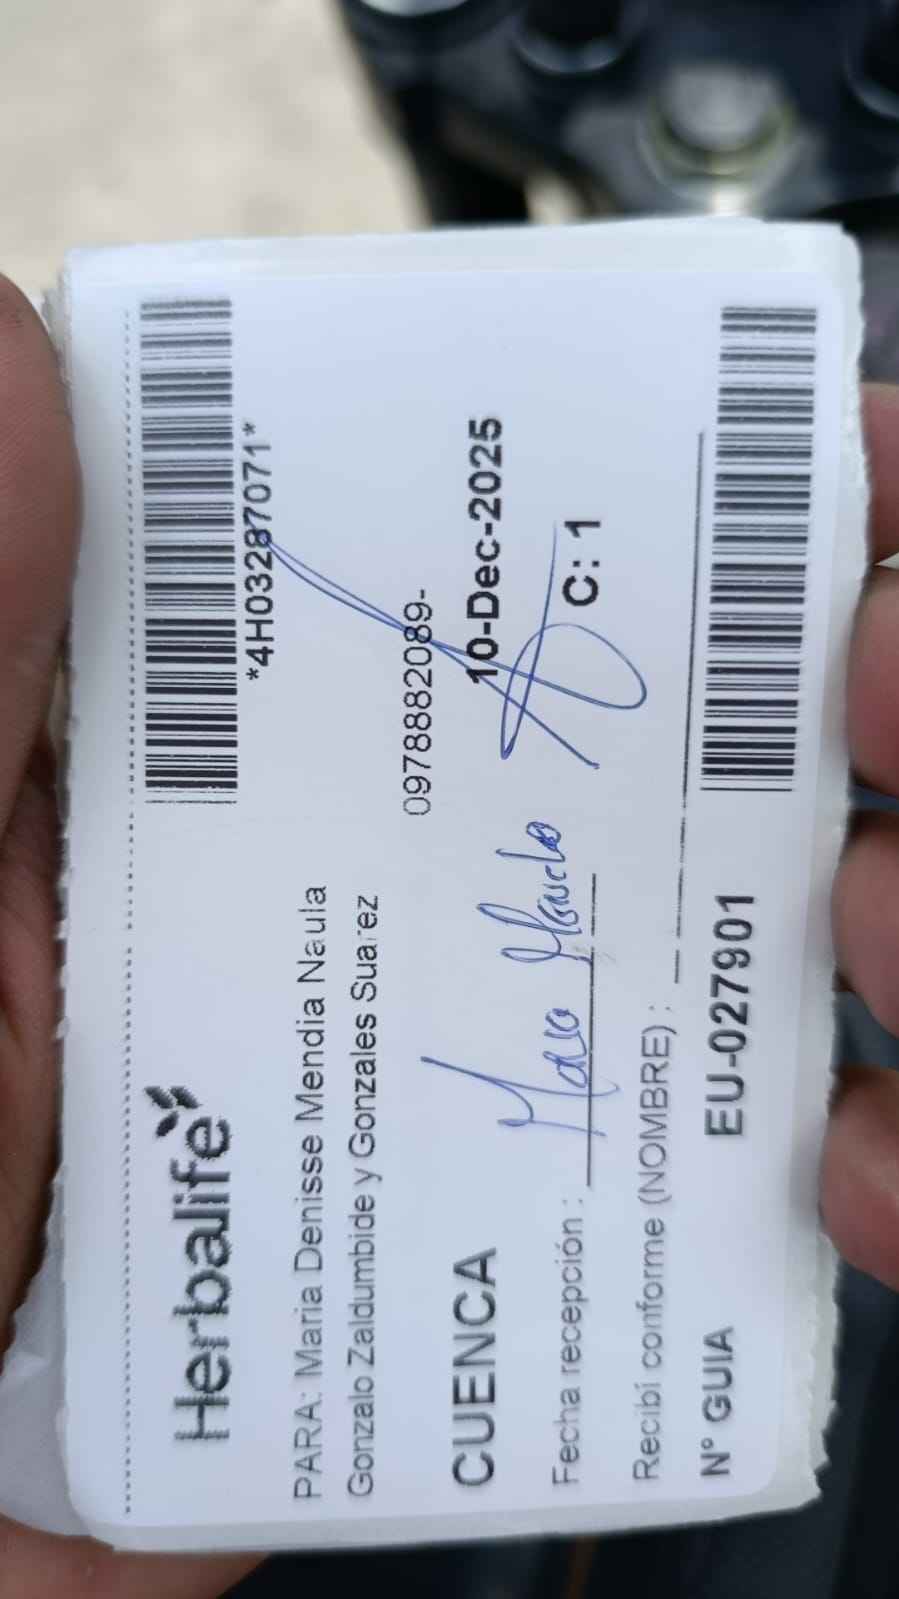 Herbalife
*4H03287071*
PARA: Maria Denisse Mendia Naula
Gonzalo Zaldumbide y Gonzales Suarez
0978882089-
CUENCA
10-Dec-2025
Fecha recepción :
C: 1
Recibí conforme (NOMBRE) :
Nº GUIA
EU-027901